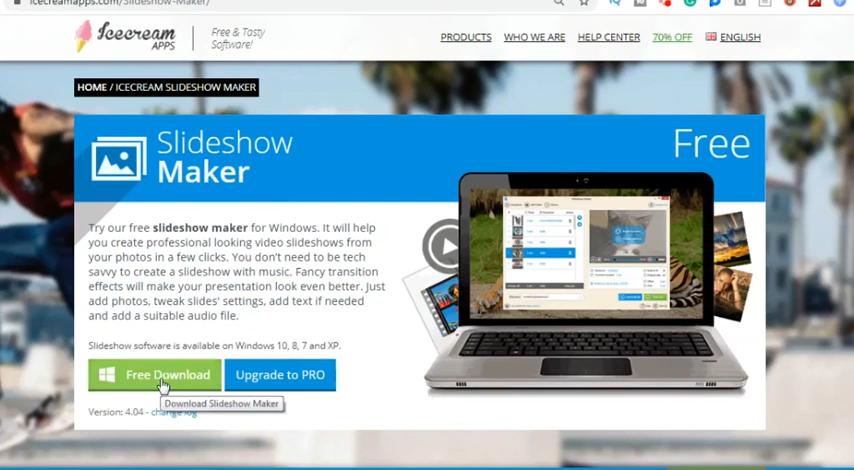 icecreamapps.com/Slideshow-Maker/
Icecream
APPS
Free & Tasty
Software!
PRODUCTS WHO WE ARE HELP CENTER 70% OFF ENGLISH
HOME / ICECREAM SLIDESHOW MAKER
Slideshow
Maker
Free
Try our free slideshow maker for Windows. It will help
you create professional looking video slideshows from
your photos in a few clicks. You don't need to be tech
savvy to create a slideshow with music. Fancy transition
effects will make your presentation look even better. Just
add photos, tweak slides' settings, add text if needed
and add a suitable audio file.
Slideshow software is available on Windows 10, 8, 7 and XP.
Free Download Upgrade to PRO
Download Slideshow Maker
Version: 4.04 - change log